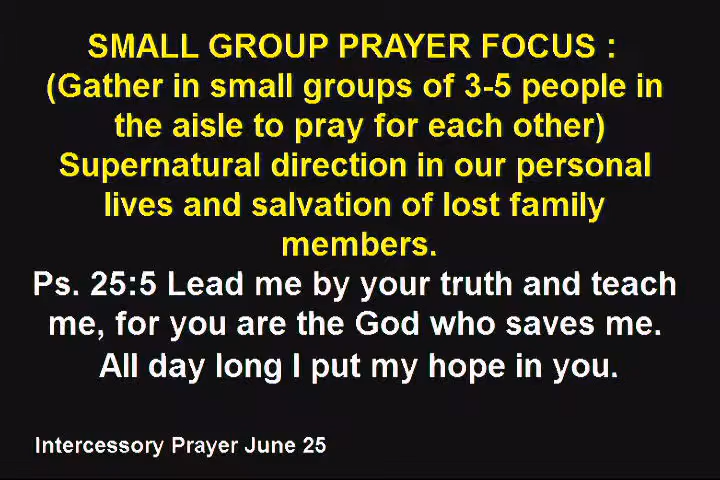 SMALL GROUP PRAYER FOCUS :
(Gather in small groups of 3-5 people in
the aisle to pray for each other)
Supernatural direction in our personal
lives and salvation of lost family
members.
Ps. 25:5 Lead me by your truth and teach
me, for you are the God who saves me.
All day long I put my hope in you.
Intercessory Prayer June 25